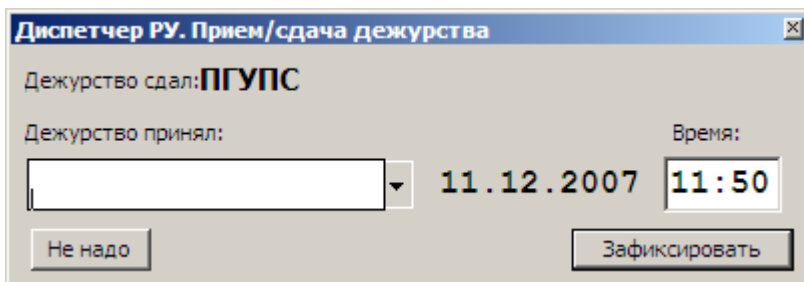 Диспетчер РУ. Прием/сдача дежурства
Дежурство сдал:ПГУПС
Дежурство принял: Время:
11.12.2007 11:50
Не надо Зафиксировать